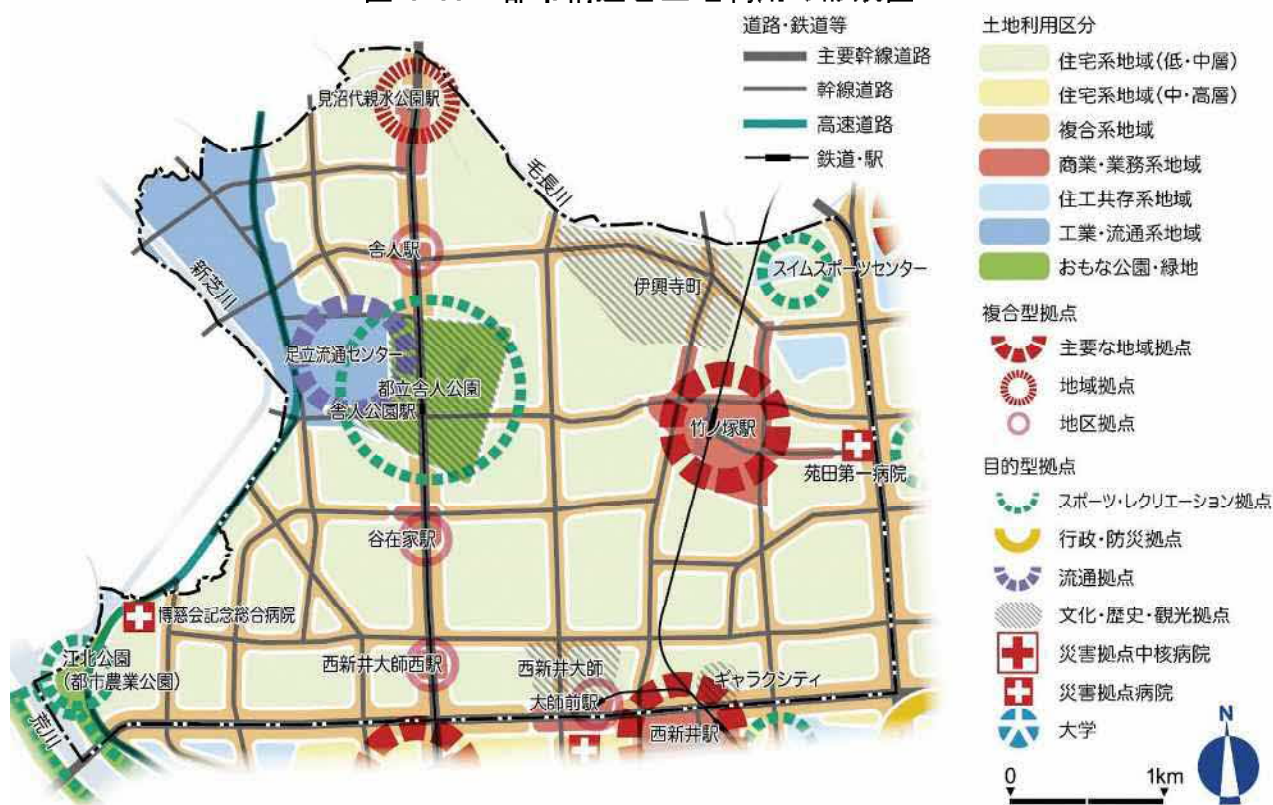 道路・鉄道等
主要幹線道路
幹線道路
高速道路
鉄道・駅
土地利用区分
住宅系地域(低・中層)
住宅系地域(中・高層)
複合系地域
商業・業務系地域
住工共存系地域
工業・流通系地域
おもな公園・緑地
複合型拠点
主要な地域拠点
地域拠点
地区拠点
目的型拠点
スポーツ・レクリエーション拠点
行政・防災拠点
流通拠点
文化・歴史・観光拠点
災害拠点中核病院
災害拠点病院
大学
N
0 1km
見沼代親水公園駅
毛長川
舎人駅
新芝川
伊興寺町
スイムスポーツセンター
足立流通センター
都立舎人公園
舎人公園駅
竹ノ塚駅
苑田第一病院
谷在家駅
博慈会記念総合病院
江北公園
(都市農業公園)
西新井大師西駅
西新井大師
大師前駅
ギャラクシティ
西新井駅
荒川